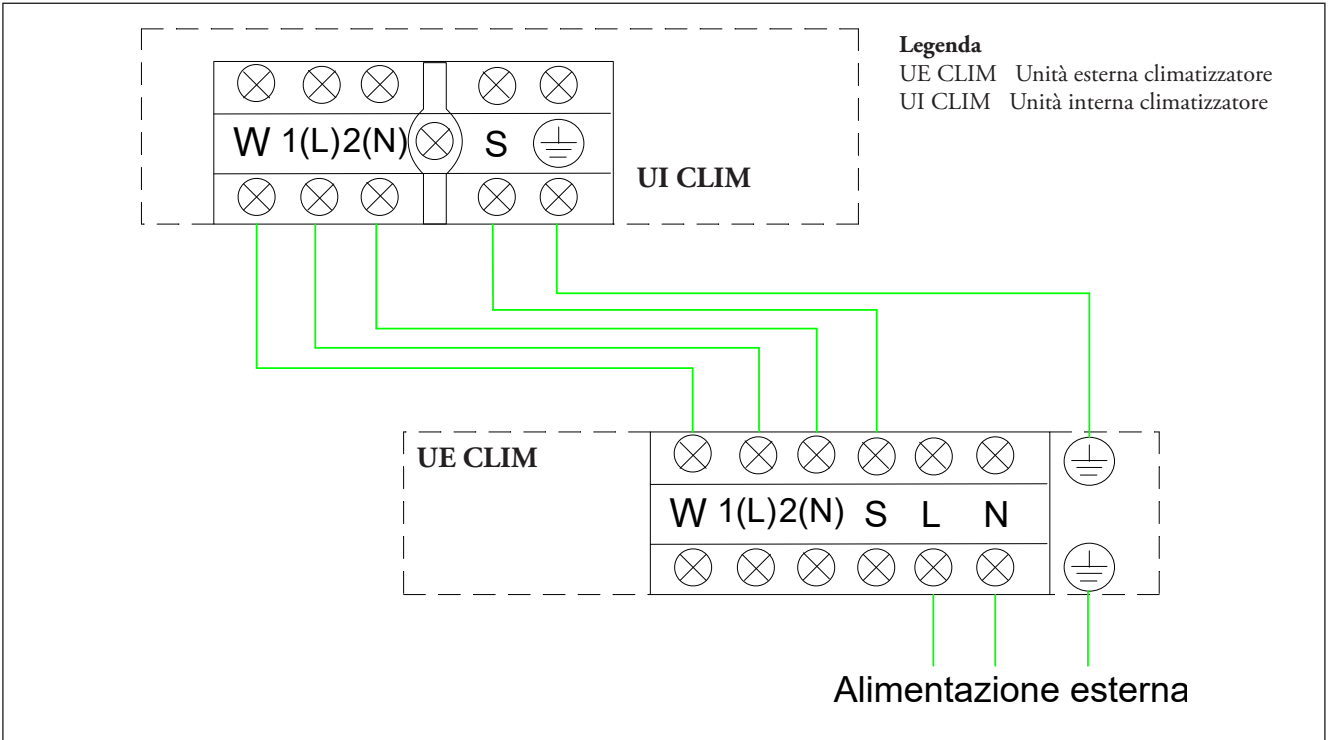 Legenda
UE CLIM Unità esterna climatizzatore
UI CLIM Unità interna climatizzatore
W 1(L) 2(N) S
UI CLIM
UE CLIM
W 1(L) 2(N) S L N
Alimentazione esterna